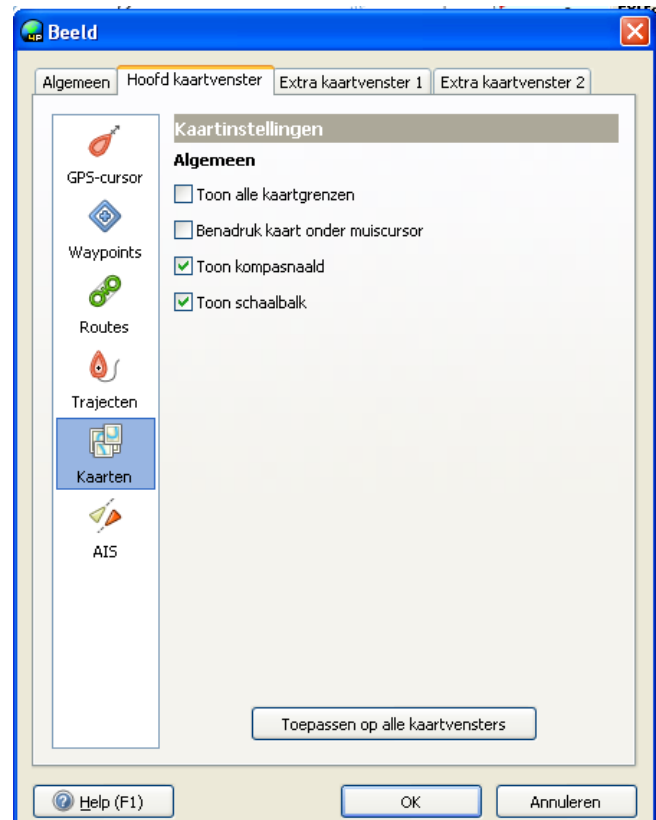 Beeld
Algemeen Hoofd kaartvenster Extra kaartvenster 1 Extra kaartvenster 2
GPS-cursor
Waypoints
Routes
Trajecten
Kaarten
AIS
Kaartinstellingen
Algemeen
Toon alle kaartgrenzen
Benadruk kaart onder muiscursor
Toon kompasnaald
Toon schaalbalk
Toepassen op alle kaartvensters
Help (F1) OK Annuleren